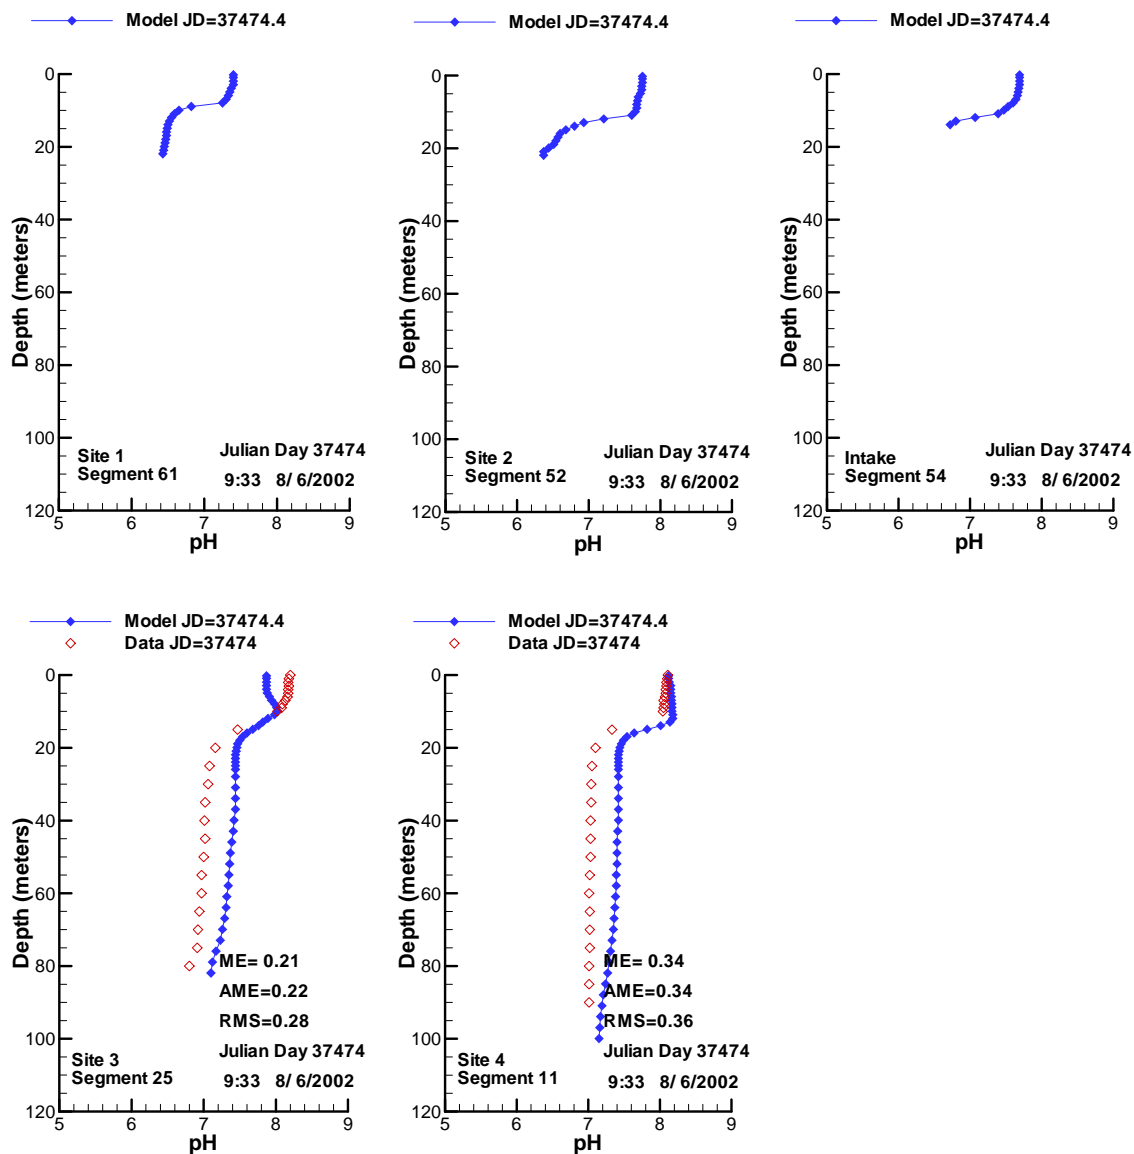 Model JD=37474.4
0
20
40
60
80
100
120
Depth (meters)
Site 1
Segment 61
Julian Day 37474
9:33 8/ 6/2002
5 6 7 8 9
pH
Model JD=37474.4
0
20
40
60
80
100
120
Depth (meters)
Site 2
Segment 52
Julian Day 37474
9:33 8/ 6/2002
5 6 7 8 9
pH
Model JD=37474.4
0
20
40
60
80
100
120
Depth (meters)
Intake
Segment 54
Julian Day 37474
9:33 8/ 6/2002
5 6 7 8 9
pH
Model JD=37474.4
Data JD=37474
0
20
40
60
80
100
120
Depth (meters)
ME= 0.21
AME=0.22
RMS=0.28
Site 3
Segment 25
Julian Day 37474
9:33 8/ 6/2002
5 6 7 8 9
pH
Model JD=37474.4
Data JD=37474
0
20
40
60
80
100
120
Depth (meters)
ME= 0.34
AME=0.34
RMS=0.36
Site 4
Segment 11
Julian Day 37474
9:33 8/ 6/2002
5 6 7 8 9
pH